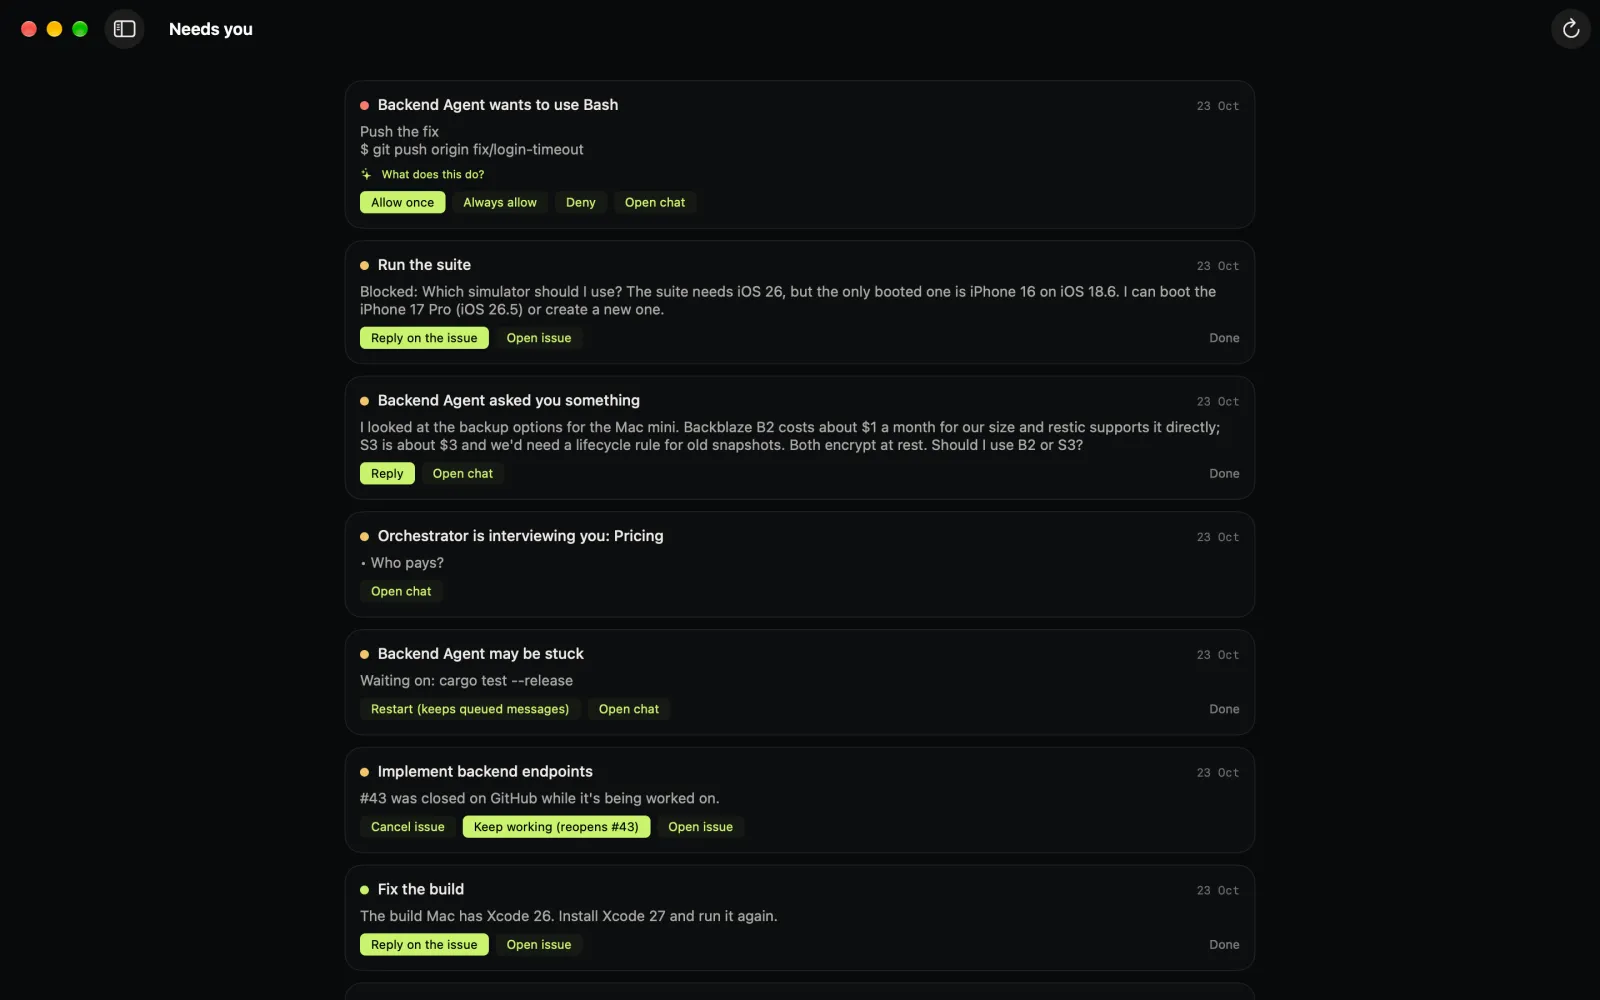 Needs you
Backend Agent wants to use Bash
23 Oct
Push the fix
$ git push origin fix/login-timeout
What does this do?
Allow once
Always allow
Deny
Open chat
Run the suite
23 Oct
Blocked: Which simulator should I use? The suite needs iOS 26, but the only booted one is iPhone 16 on iOS 18.6. I can boot the
iPhone 17 Pro (iOS 26.5) or create a new one.
Reply on the issue
Open issue
Done
Backend Agent asked you something
23 Oct
I looked at the backup options for the Mac mini. Backblaze B2 costs about $1 a month for our size and restic supports it directly;
S3 is about $3 and we'd need a lifecycle rule for old snapshots. Both encrypt at rest. Should I use B2 or S3?
Reply
Open chat
Done
Orchestrator is interviewing you: Pricing
23 Oct
• Who pays?
Open chat
Backend Agent may be stuck
23 Oct
Waiting on: cargo test --release
Restart (keeps queued messages)
Open chat
Done
Implement backend endpoints
23 Oct
#43 was closed on GitHub while it's being worked on.
Cancel issue
Keep working (reopens #43)
Open issue
Fix the build
23 Oct
The build Mac has Xcode 26. Install Xcode 27 and run it again.
Reply on the issue
Open issue
Done